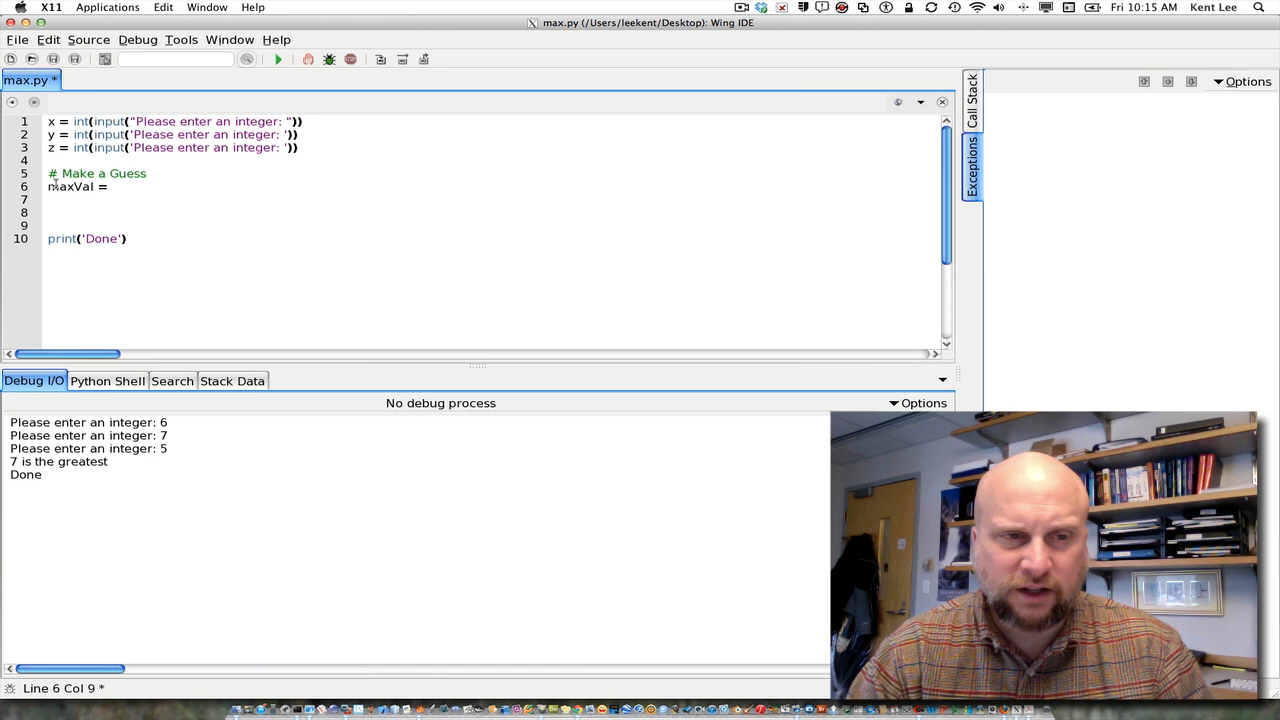 X11 Applications Edit Window Help Fri 10:15 AM Kent Lee
max.py (/Users/leekent/Desktop): Wing IDE
File Edit Source Debug Tools Window Help
max.py *
Options
Call Stack
Exceptions
1 x = int(input("Please enter an integer: "))
2 y = int(input('Please enter an integer: '))
3 z = int(input('Please enter an integer: '))
4
5 # Make a Guess
6 maxVal =
7
8
9
10 print('Done')
Debug I/O Python Shell Search Stack Data
No debug process Options
Please enter an integer: 6
Please enter an integer: 7
Please enter an integer: 5
7 is the greatest
Done
Line 6 Col 9 *